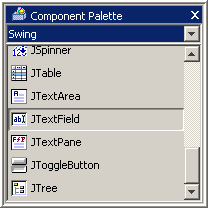 Component Palette
Swing
JSpinner
JTable
JTextArea
JTextField
JTextPane
JToggleButton
JTree